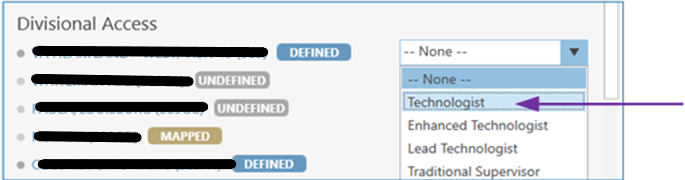 Divisional Access
DEFINED
-- None --
UNDEFINED
-- None --
UNDEFINED
Technologist
Enhanced Technologist
MAPPED
Lead Technologist
DEFINED
Traditional Supervisor